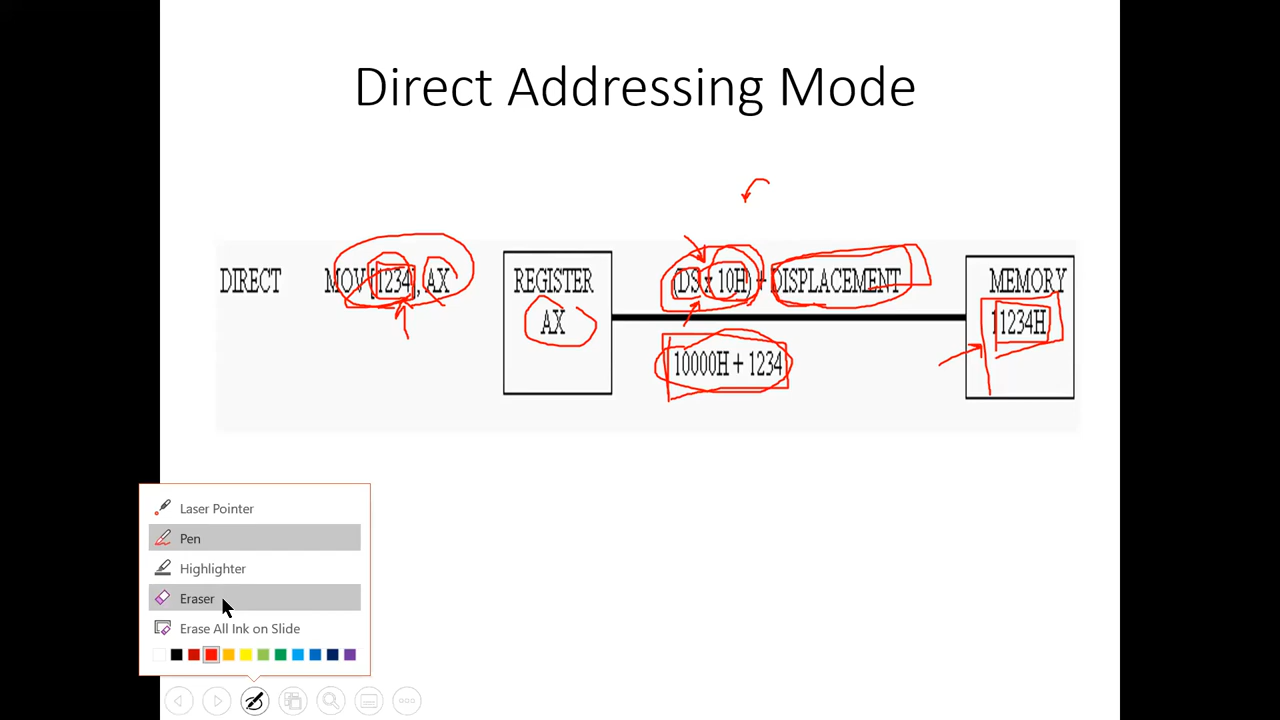 Direct Addressing Mode
DIRECT MOV [1234], AX REGISTER (DS x 10H) + DISPLACEMENT MEMORY
AX 11234H
10000H + 1234
Laser Pointer
Pen
Highlighter
Eraser
Erase All Ink on Slide